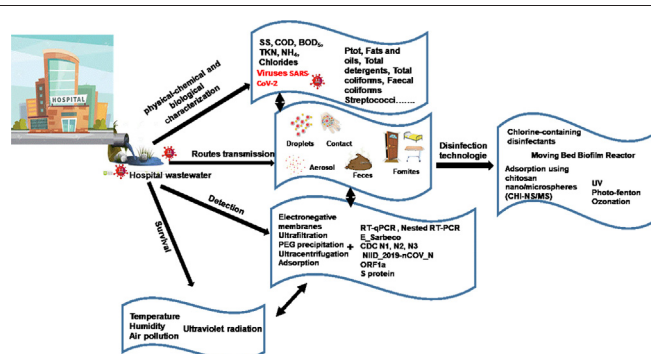 HOSPITAL
physical-chemical and
biological
characterization
SS, COD, BOD₅,
TKN, NH₄,
Chlorides
Viruses SARS
CoV-2
Ptot, Fats and
oils, Total
detergents, Total
coliforms, Faecal
coliforms
Streptococci…….
Hospital wastewater
Routes transmission
Droplets
Contact
Aerosol
Feces
Fomites
Disinfection
technologie
Chlorine-containing
disinfectants
Moving Bed Biofilm Reactor
Adsorption using
chitosan
nano/microspheres
(CHI-NS/MS)
UV
Photo-fenton
Ozonation
Detection
Electronegative
membranes
Ultrafiltration
PEG precipitation
Ultracentrifugation
Adsorption
+
RT-qPCR , Nested RT-PCR
E_Sarbeco
CDC N1, N2, N3
NIID_2019-nCOV_N
ORF1a
S protein
Survival
Temperature
Humidity
Air pollution
Ultraviolet radiation